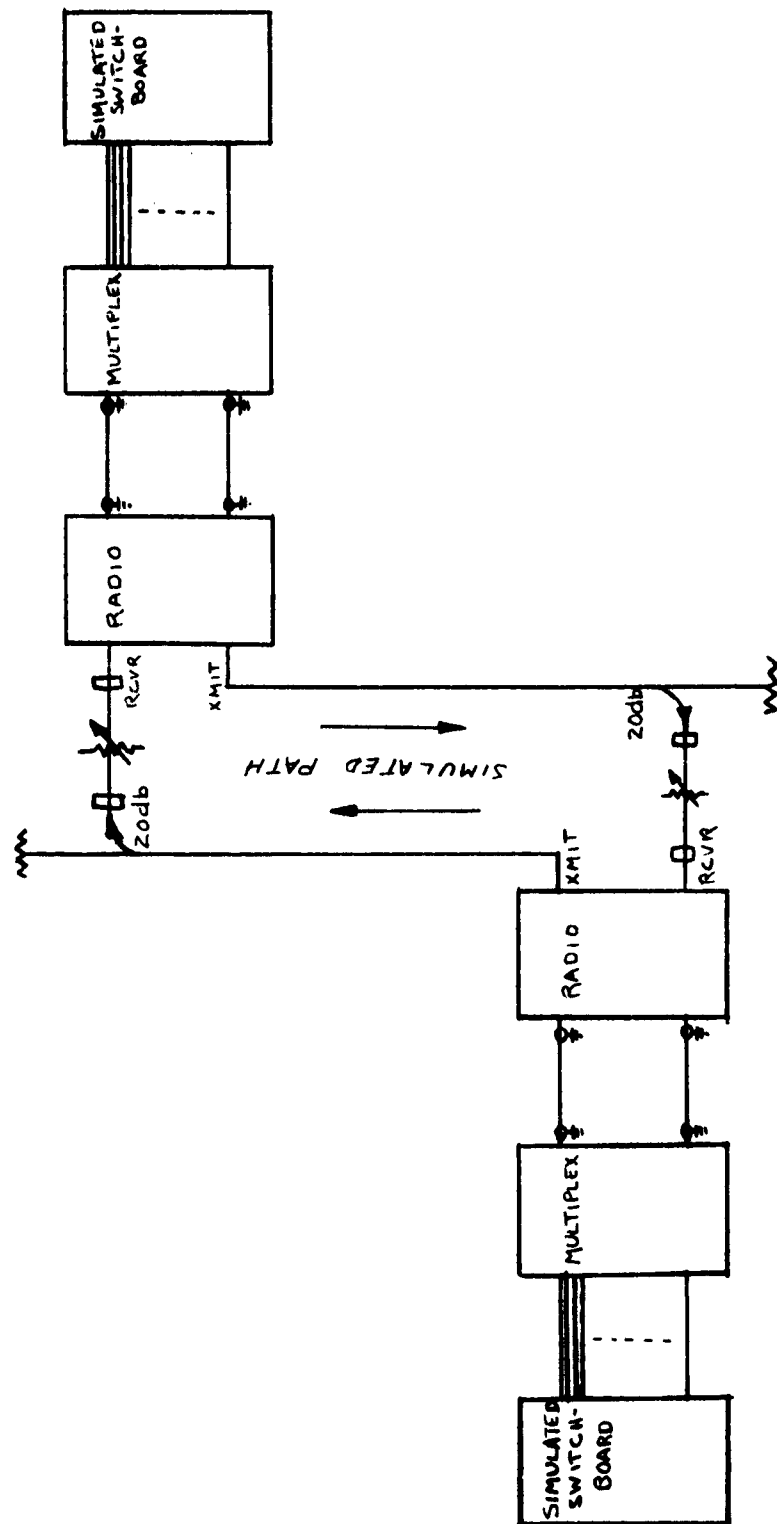 SIMULATED
SWITCH-
BOARD
MULTIPLEX
RADIO
RCVR
XMIT
20db
SIMULATED PATH
20db
XMIT
RCVR
RADIO
MULTIPLEX
SIMULATED
SWITCH-
BOARD